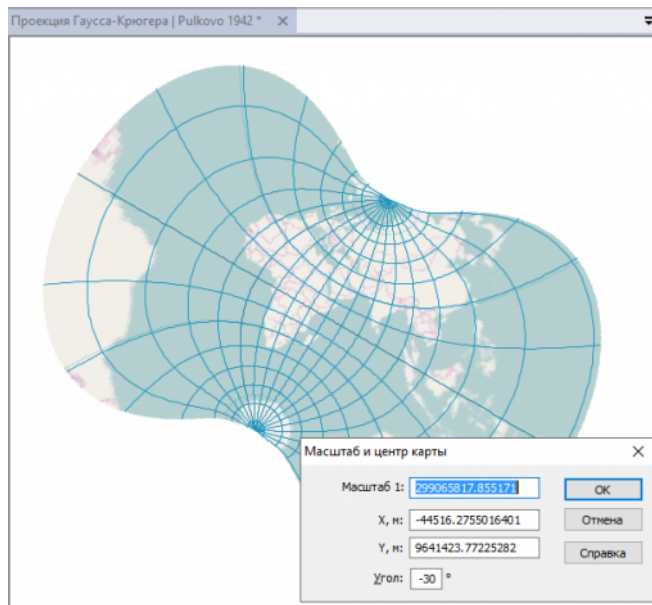 Проекция Гаусса-Крюгера | Pulkovo 1942 *
Масштаб и центр карты
Масштаб 1: 299065817.855171
ОК
X, м: -44516.2755016401
Отмена
Y, м: 9641423.77225282
Справка
Угол: -30 °